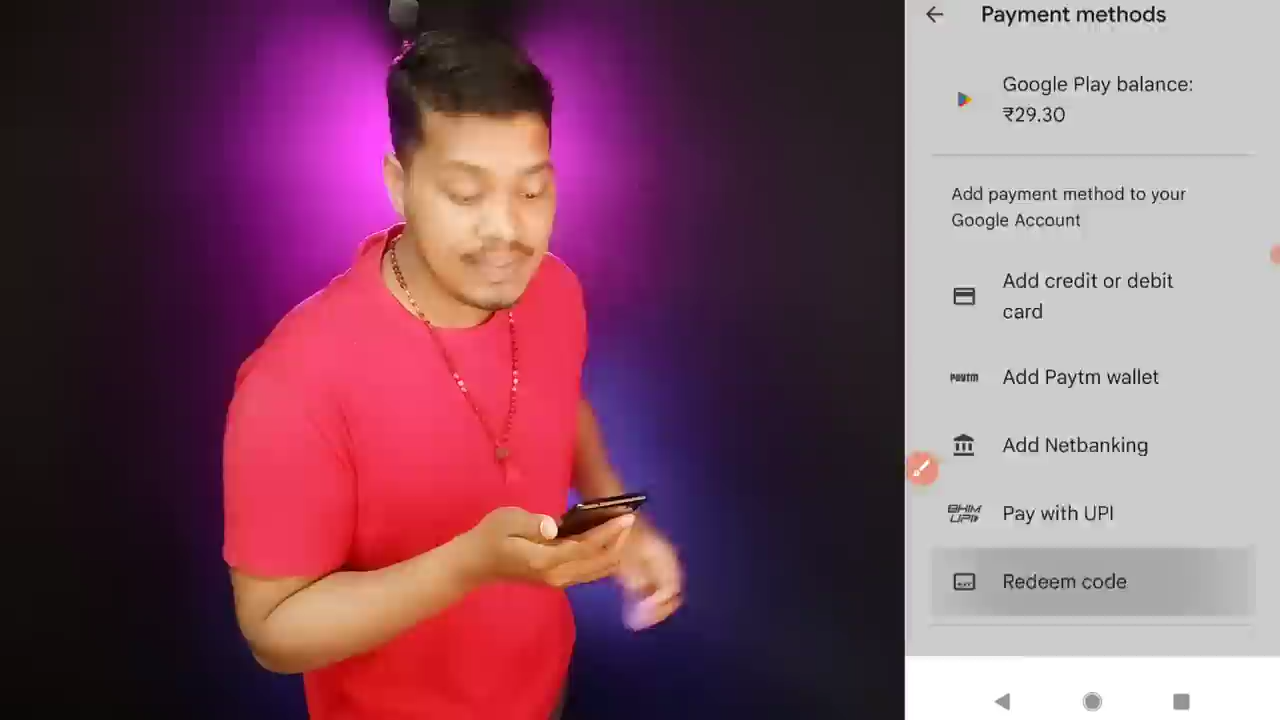 Payment methods
Google Play balance:
₹29.30
Add payment method to your
Google Account
Add credit or debit
card
Paytm
Add Paytm wallet
Add Netbanking
BHIM
UPI
Pay with UPI
Redeem code